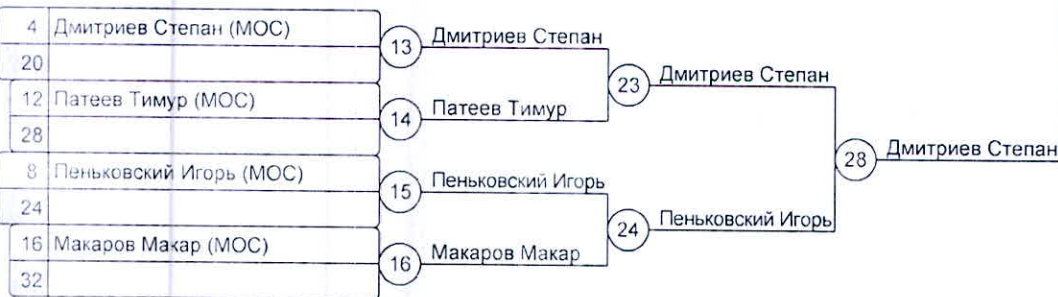 4 Дмитриев Степан (МОС)
20
13 Дмитриев Степан
12 Патеев Тимур (МОС)
28
14 Патеев Тимур
23 Дмитриев Степан
8 Пеньковский Игорь (МОС)
24
15 Пеньковский Игорь
16 Макаров Макар (МОС)
32
16 Макаров Макар
24 Пеньковский Игорь
28 Дмитриев Степан